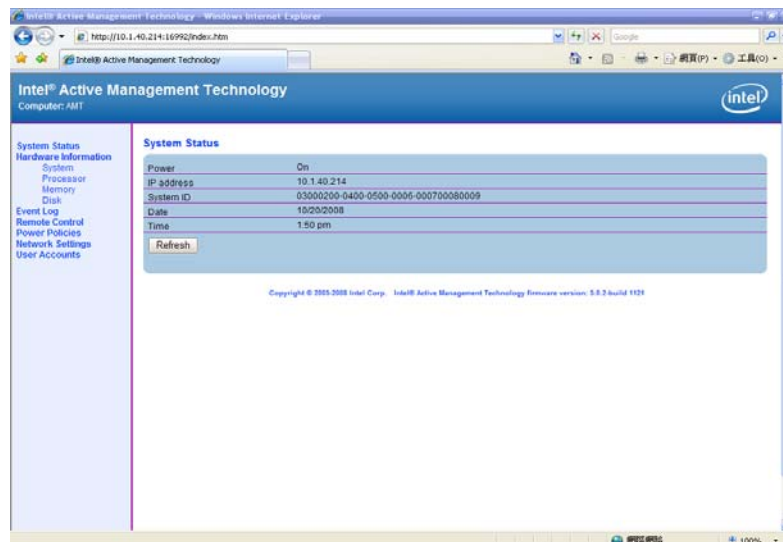 Intel® Active Management Technology - Windows Internet Explorer
http://10.1.40.214:16992/index.htm
Google
Intel® Active Management Technology
網頁(P)
工具(O)
Intel® Active Management Technology
Computer: AMT
intel
System Status
Hardware Information
System
Processor
Memory
Disk
Event Log
Remote Control
Power Policies
Network Settings
User Accounts
System Status
Power On
IP address 10.1.40.214
System ID 03000200-0400-0500-0006-000700080009
Date 10/20/2008
Time 1:50 pm
Refresh
Copyright © 2005-2008 Intel Corp. Intel® Active Management Technology firmware version: 5.0.2-build 1121
100%